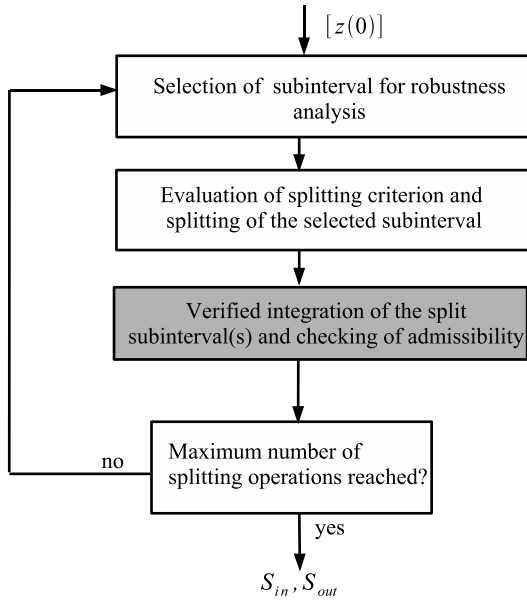 [z(0)]
Selection of subinterval for robustness
analysis
Evaluation of splitting criterion and
splitting of the selected subinterval
Verified integration of the split
subinterval(s) and checking of admissibility
Maximum number of
splitting operations reached?
no
yes
S_in, S_out